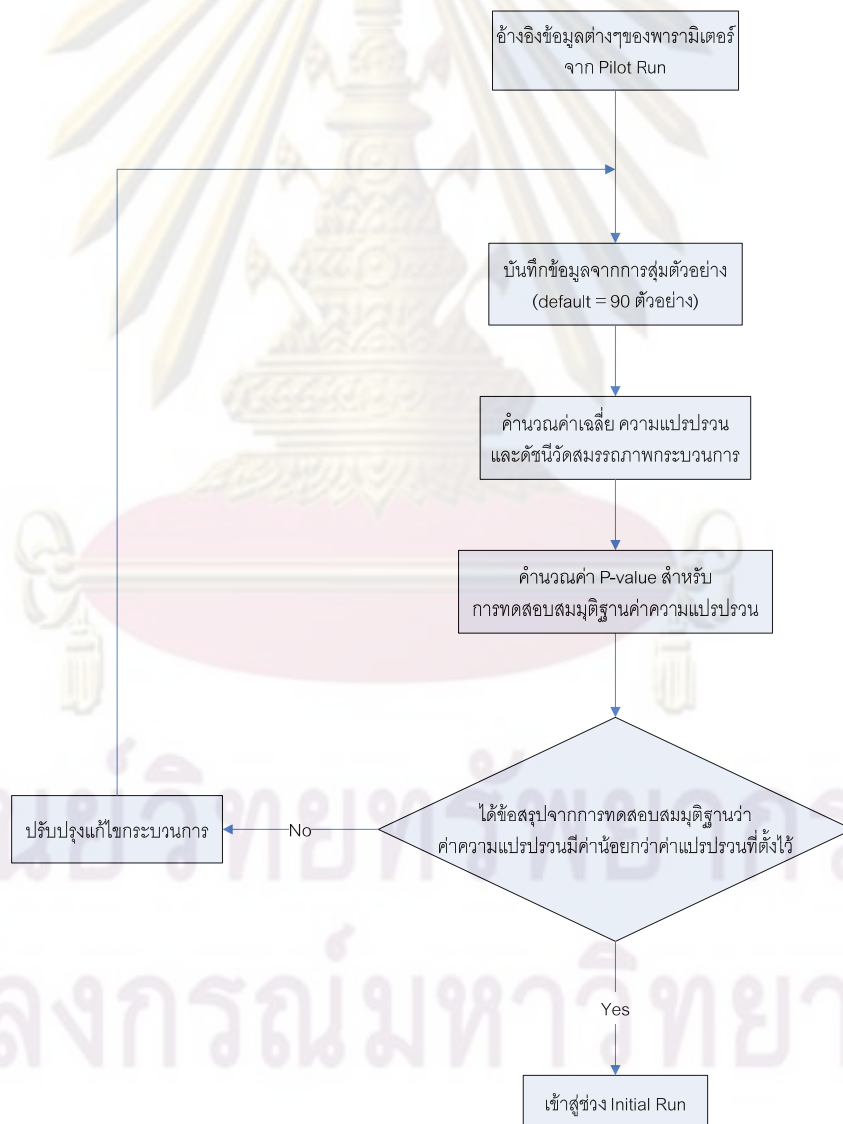 อ้างอิงข้อมูลต่างๆของพารามิเตอร์
จาก Pilot Run
บันทึกข้อมูลจากการสุ่มตัวอย่าง
(default = 90 ตัวอย่าง)
คำนวณค่าเฉลี่ย ความแปรปรวน
และดัชนีวัดสมรรถภาพกระบวนการ
คำนวณค่า P-value สำหรับ
การทดสอบสมมุติฐานค่าความแปรปรวน
ได้ข้อสรุปจากการทดสอบสมมุติฐานว่า
ค่าความแปรปรวนมีค่าน้อยกว่าค่าแปรปรวนที่ตั้งไว้
No
ปรับปรุงแก้ไขกระบวนการ
Yes
เข้าสู่ช่วง Initial Run